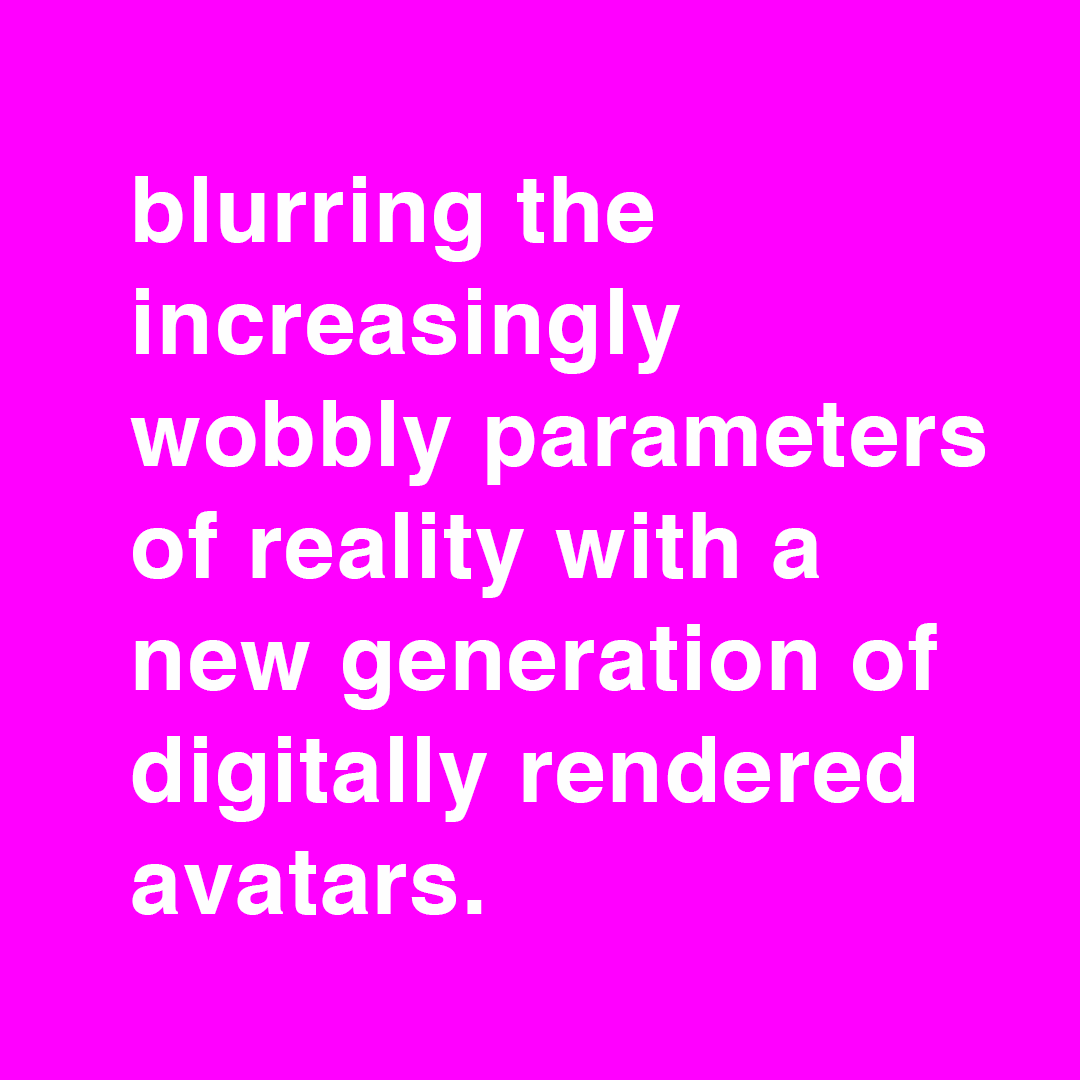 blurring the
increasingly
wobbly parameters
of reality with a
new generation of
digitally rendered
avatars.